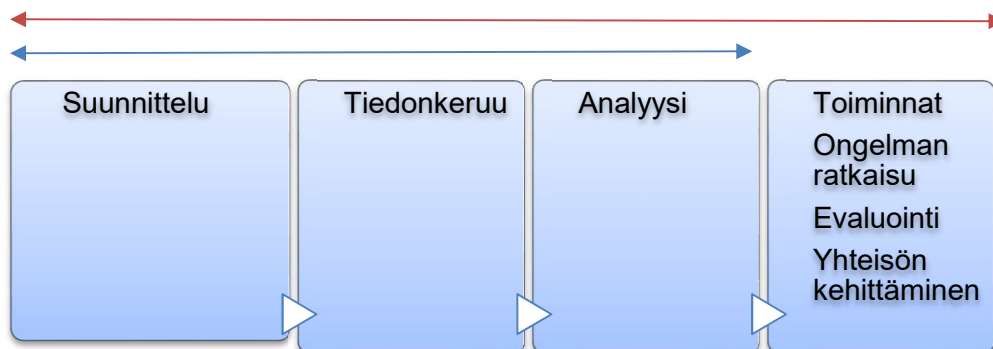 Suunnittelu
Tiedonkeruu
Analyysi
Toiminnat
Ongelman
ratkaisu
Evaluointi
Yhteisön
kehittäminen